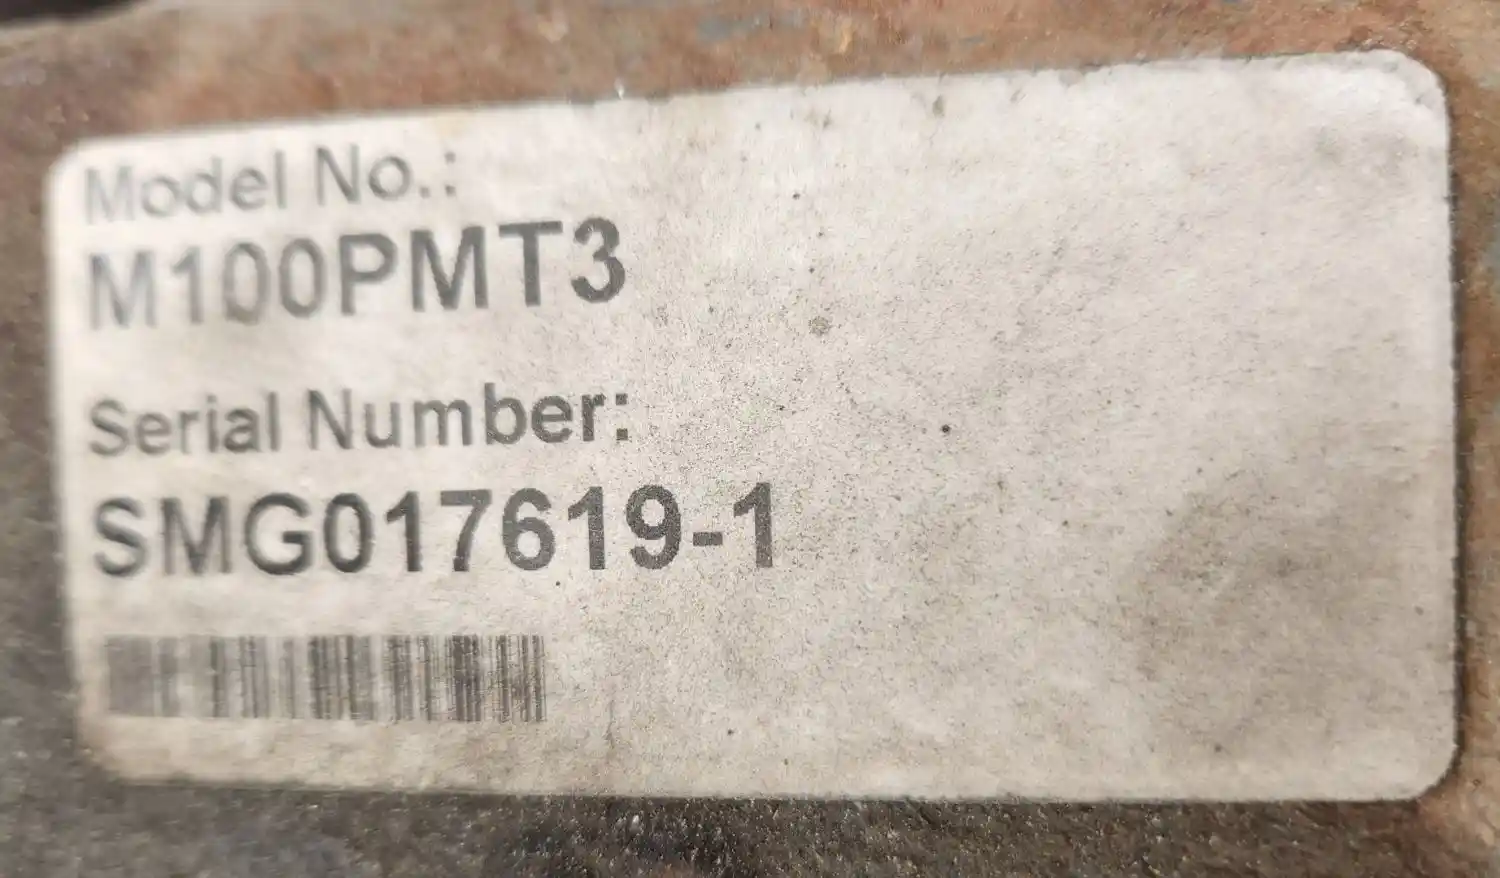 Model No.:
M100PMT3
Serial Number:
SMG017619-1